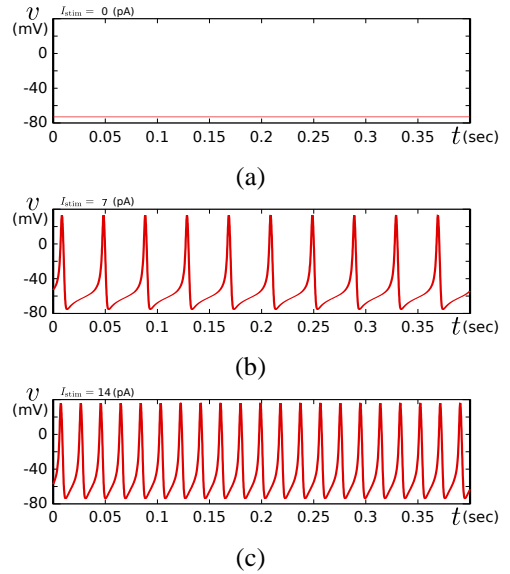 v I_stim = 0 (pA)
(mV)
0
-40
-80
0 0.05 0.1 0.15 0.2 0.25 0.3 0.35 t (sec)
(a)
v I_stim = 7 (pA)
(mV)
0
-40
-80
0 0.05 0.1 0.15 0.2 0.25 0.3 0.35 t (sec)
(b)
v I_stim = 14 (pA)
(mV)
0
-40
-80
0 0.05 0.1 0.15 0.2 0.25 0.3 0.35 t (sec)
(c)